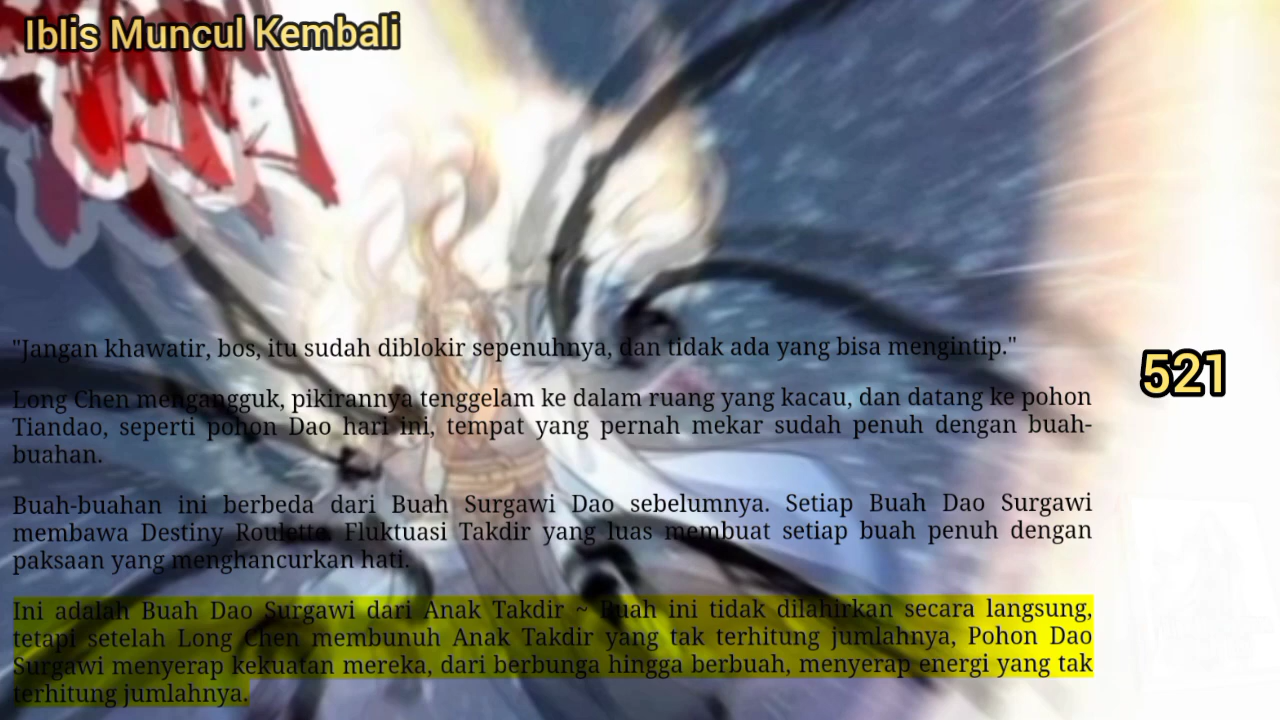 Iblis Muncul Kembali
"Jangan khawatir, bos, itu sudah diblokir sepenuhnya, dan tidak ada yang bisa mengintip."
521
Long Chen mengangguk, pikirannya tenggelam ke dalam ruang yang kacau, dan datang ke pohon
Tiandao, seperti pohon Dao hari ini, tempat yang pernah mekar sudah penuh dengan buah-
buahan.
Buah-buahan ini berbeda dari Buah Surgawi Dao sebelumnya. Setiap Buah Dao Surgawi
membawa Destiny Roulette. Fluktuasi Takdir yang luas membuat setiap buah penuh dengan
paksaan yang menghancurkan hati.
Ini adalah Buah Dao Surgawi dari Anak Takdir ~ Buah ini tidak dilahirkan secara langsung,
tetapi setelah Long Chen membunuh Anak Takdir yang tak terhitung jumlahnya, Pohon Dao
Surgawi menyerap kekuatan mereka, dari berbunga hingga berbuah, menyerap energi yang tak
terhitung jumlahnya.